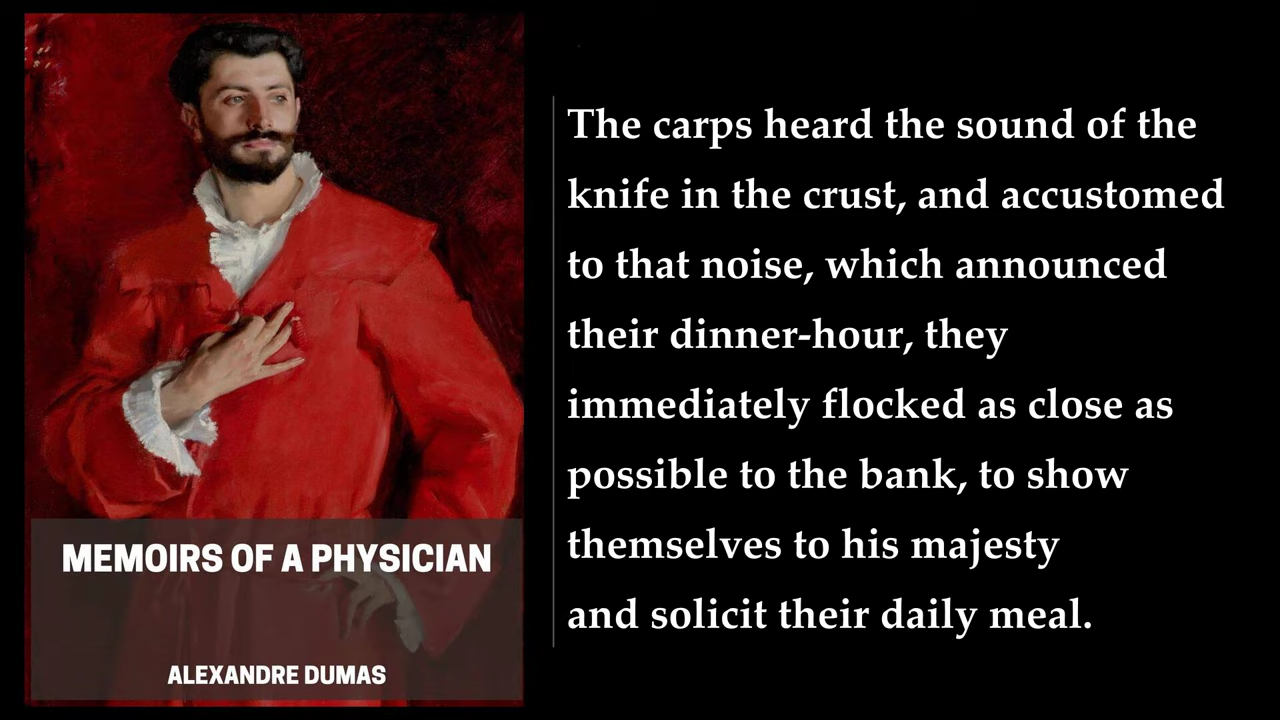 MEMOIRS OF A PHYSICIAN
ALEXANDRE DUMAS
The carps heard the sound of the
knife in the crust, and accustomed
to that noise, which announced
their dinner-hour, they
immediately flocked as close as
possible to the bank, to show
themselves to his majesty
and solicit their daily meal.